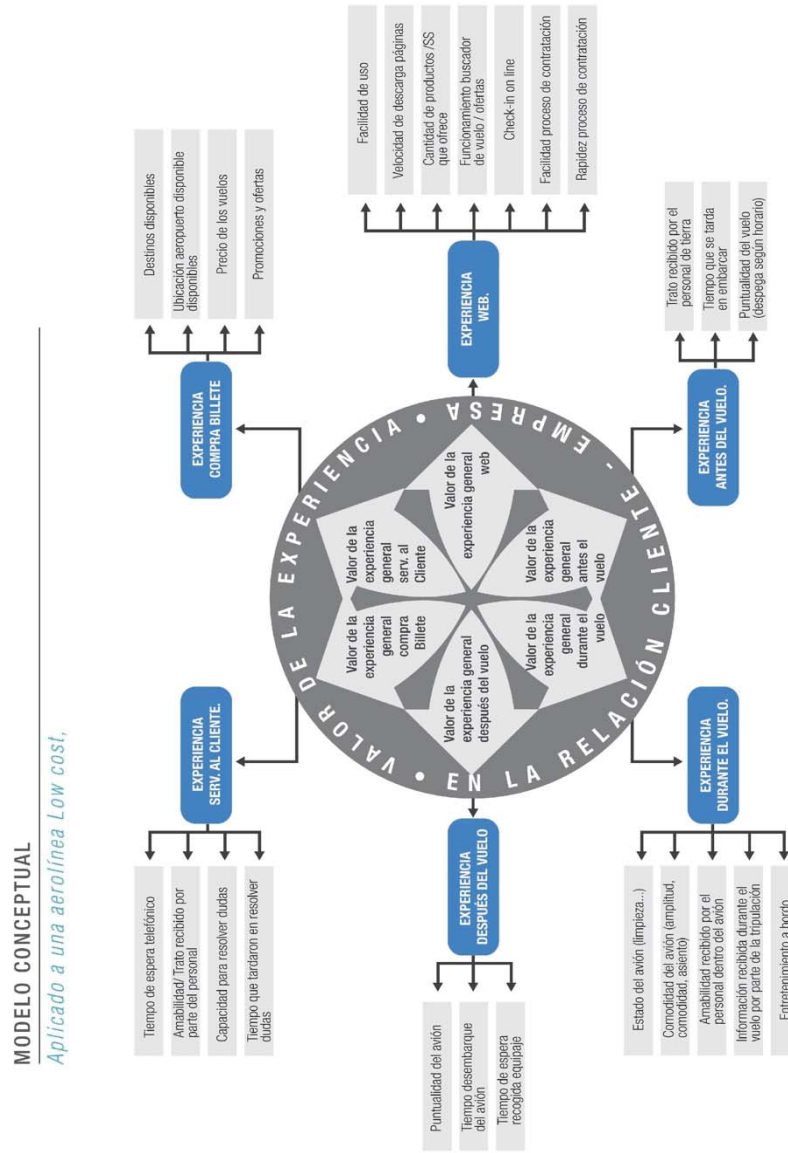 MODELO CONCEPTUAL
Aplicado a una aerolínea Low cost,
Tiempo de espera telefónico
Amabilidad/ Trato recibido por
parte del personal
Capacidad para resolver dudas
Tiempo que tardaron en resolver
dudas
EXPERIENCIA
SERV. AL CLIENTE.
EXPERIENCIA
COMPRA BILLETE
Destinos disponibles
Ubicación aeropuerto disponible
disponibles
Precio de los vuelos
Promociones y ofertas
Puntualidad del avión
Tiempo desembarque
del avión
Tiempo de espera
recogida equipaje
EXPERIENCIA
DESPUÉS DEL VUELO
• VALOR DE LA EXPERIENCIA •
EN LA RELACIÓN CLIENTE - EMPRESA
Valor de la
experiencia
general
compra
Billete
Valor de la
experiencia
general
serv. al
Cliente
Valor de la
experiencia general
después del vuelo
Valor de la
experiencia general
web
Valor de la
experiencia
general
durante el
vuelo
Valor de la
experiencia
general
antes el
vuelo
EXPERIENCIA
WEB.
Facilidad de uso
Velocidad de descarga páginas
Cantidad de productos /SS
que ofrece
Funcionamiento buscador
de vuelo / ofertas
Check-in on line
Facilidad proceso de contratación
Rapidez proceso de contratación
Estado del avión (limpieza...)
Comodidad del avión (amplitud,
comodidad, asiento)
Amabilidad recibido por el
personal dentro del avión
Información recibida durante el
vuelo por parte de la tripulación
Entretenimiento a bordo
EXPERIENCIA
DURANTE EL VUELO.
EXPERIENCIA
ANTES DEL VUELO.
Trato recibido por el
personal de tierra
Tiempo que se tarda
en embarcar
Puntualidad del vuelo
(despega según horario)